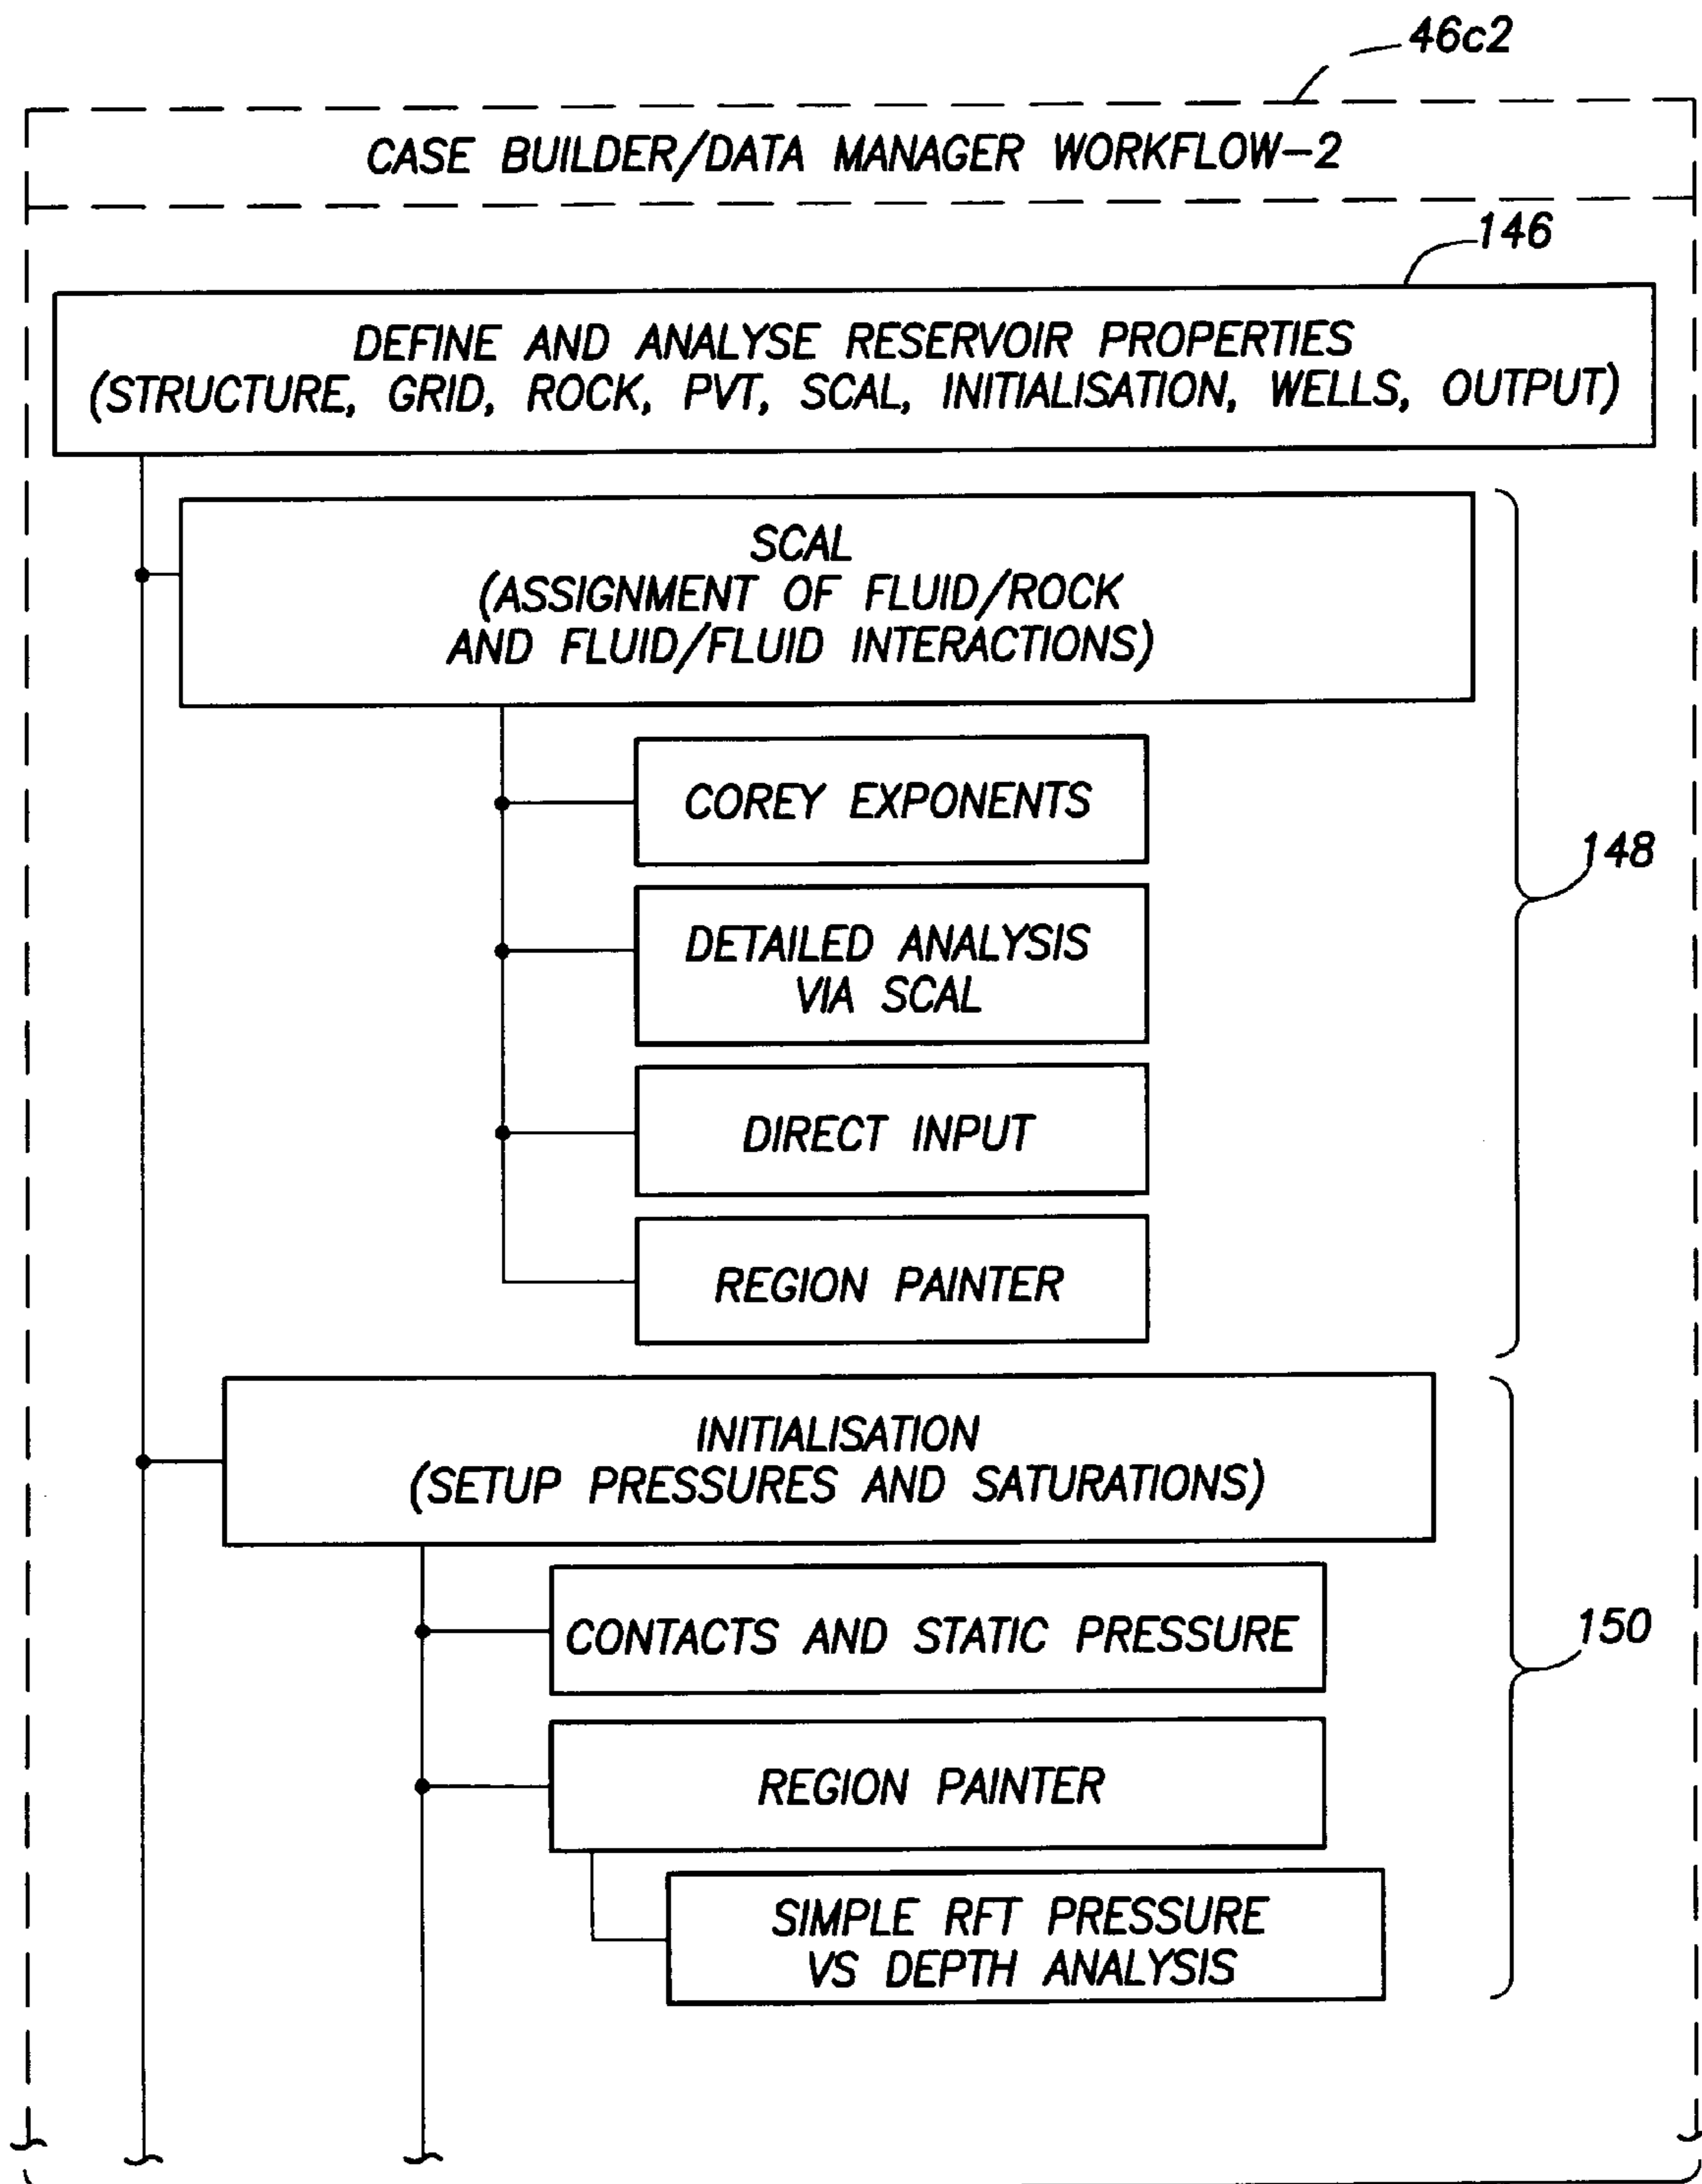 46c2
CASE BUILDER/DATA MANAGER WORKFLOW-2
146
DEFINE AND ANALYSE RESERVOIR PROPERTIES
(STRUCTURE, GRID, ROCK, PVT, SCAL, INITIALISATION, WELLS, OUTPUT)
SCAL
(ASSIGNMENT OF FLUID/ROCK
AND FLUID/FLUID INTERACTIONS)
COREY EXPONENTS
148
DETAILED ANALYSIS
VIA SCAL
DIRECT INPUT
REGION PAINTER
INITIALISATION
(SETUP PRESSURES AND SATURATIONS)
CONTACTS AND STATIC PRESSURE
150
REGION PAINTER
SIMPLE RFT PRESSURE
VS DEPTH ANALYSIS